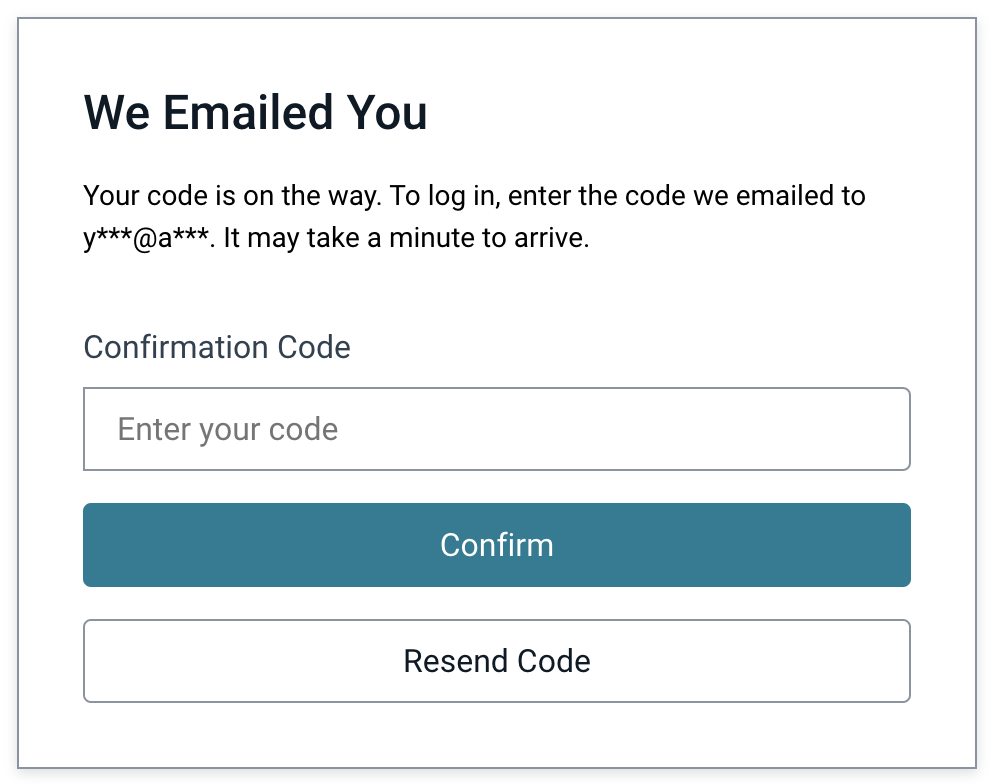 We Emailed You
Your code is on the way. To log in, enter the code we emailed to
y***@a***. It may take a minute to arrive.
Confirmation Code
Enter your code
Confirm
Resend Code